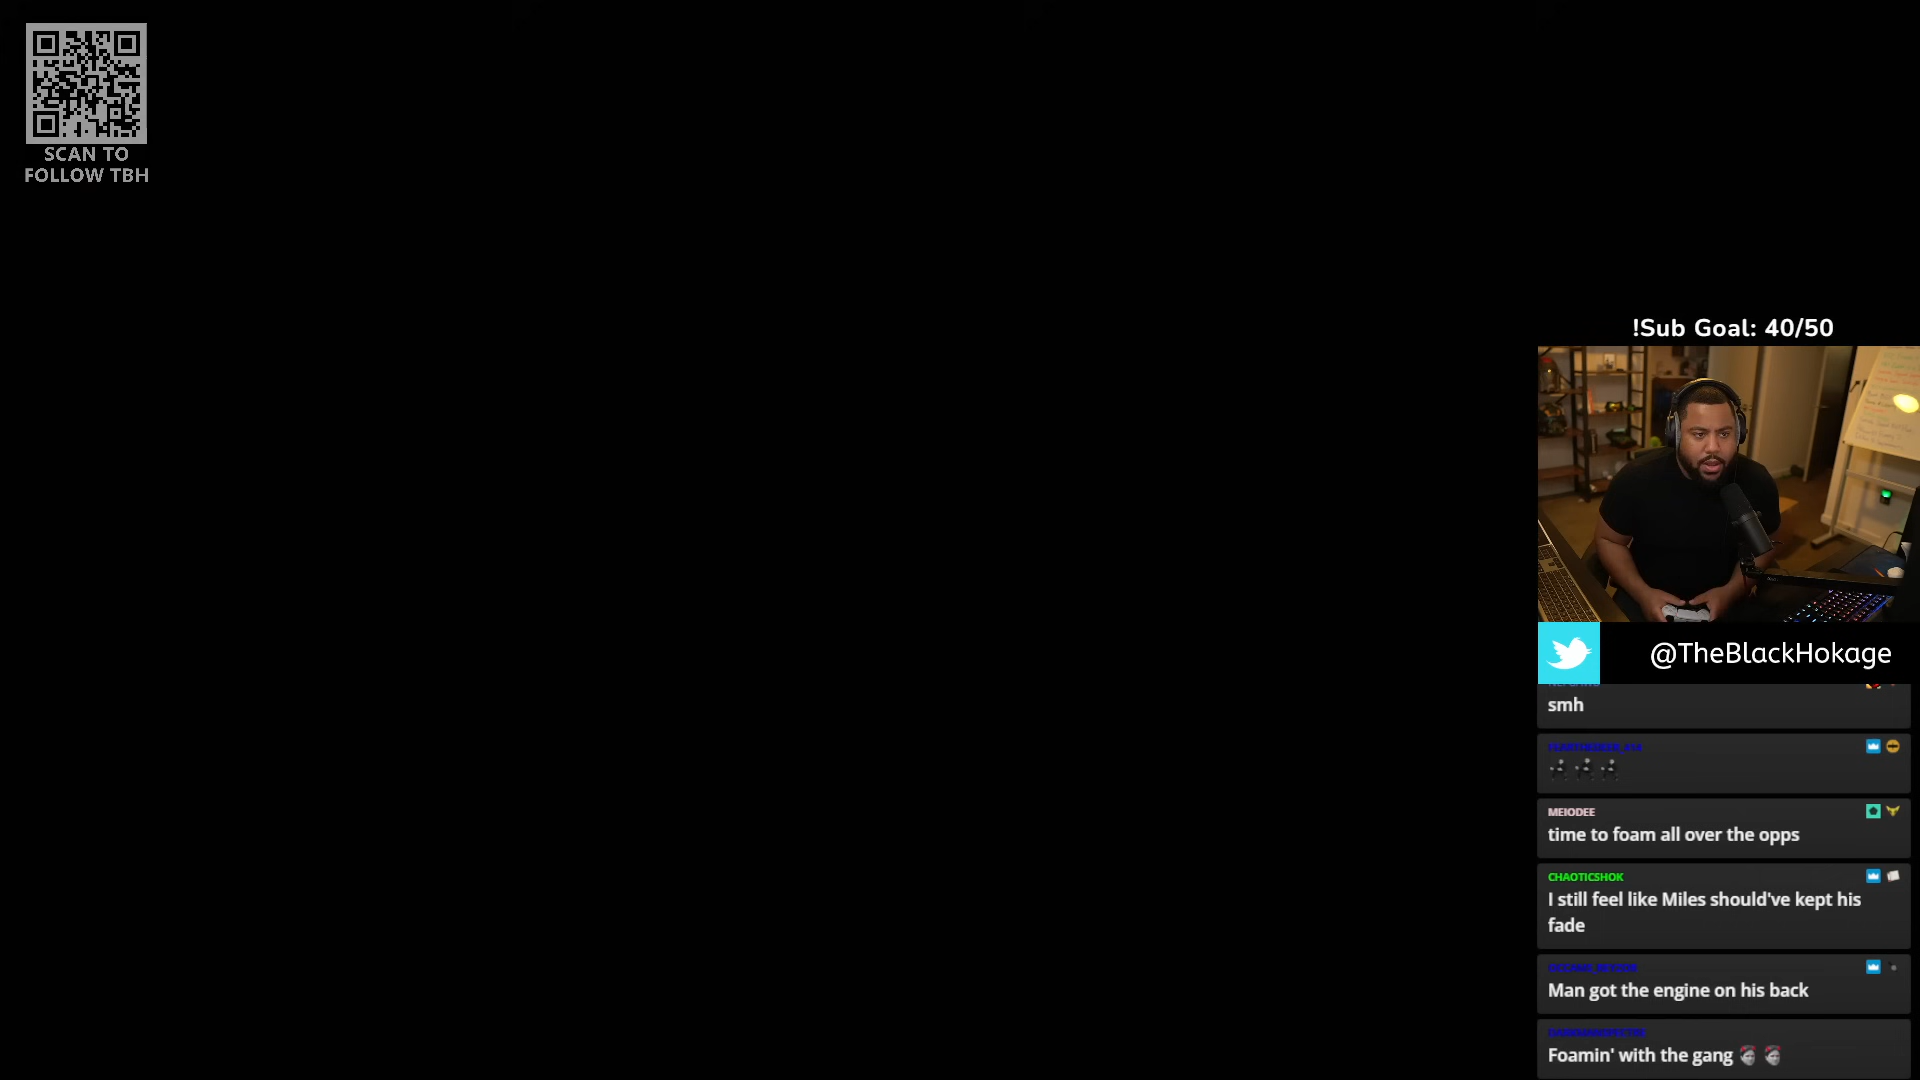 SCAN TO
FOLLOW TBH
!Sub Goal: 40/50
@TheBlackHokage
smh
MEIODEE
time to foam all over the opps
CHAOTICSHOK
I still feel like Miles should've kept his
fade
Man got the engine on his back
Foamin' with the gang